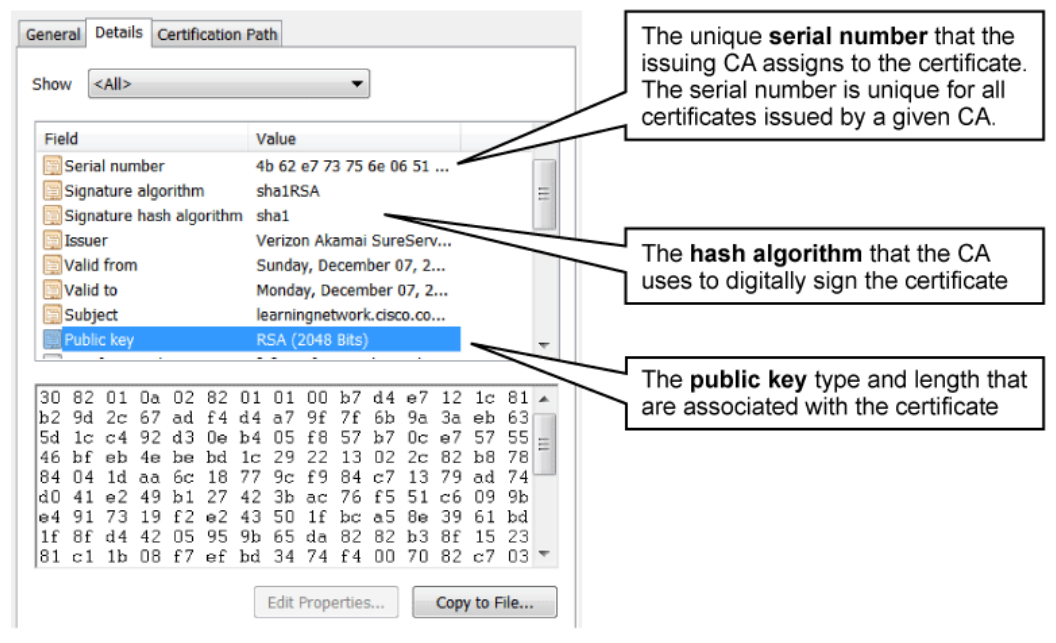 General Details Certification Path
Show <All>
Field Value
Serial number 4b 62 e7 73 75 6e 06 51 ...
Signature algorithm sha1RSA
Signature hash algorithm sha1
Issuer Verizon Akamai SureServ...
Valid from Sunday, December 07, 2...
Valid to Monday, December 07, 2...
Subject learningnetwork.cisco.co...
Public key RSA (2048 Bits)
30 82 01 0a 02 82 01 01 00 b7 d4 e7 12 1c 81
b2 9d 2c 67 ad f4 d4 a7 9f 7f 6b 9a 3a eb 63
5d 1c c4 92 d3 0e b4 05 f8 57 b7 0c e7 57 55
46 bf eb 4e be bd 1c 29 22 13 02 2c 82 b8 78
84 04 1d aa 6c 18 77 9c f9 84 c7 13 79 ad 74
d0 41 e2 49 b1 27 42 3b ac 76 f5 51 c6 09 9b
e4 91 73 19 f2 e2 43 50 1f bc a5 8e 39 61 bd
1f 8f d4 42 05 95 9b 65 da 82 82 b3 8f 15 23
81 c1 1b 08 f7 ef bd 34 74 f4 00 70 82 c7 03
Edit Properties... Copy to File...
The unique serial number that the
issuing CA assigns to the certificate.
The serial number is unique for all
certificates issued by a given CA.
The hash algorithm that the CA
uses to digitally sign the certificate
The public key type and length that
are associated with the certificate